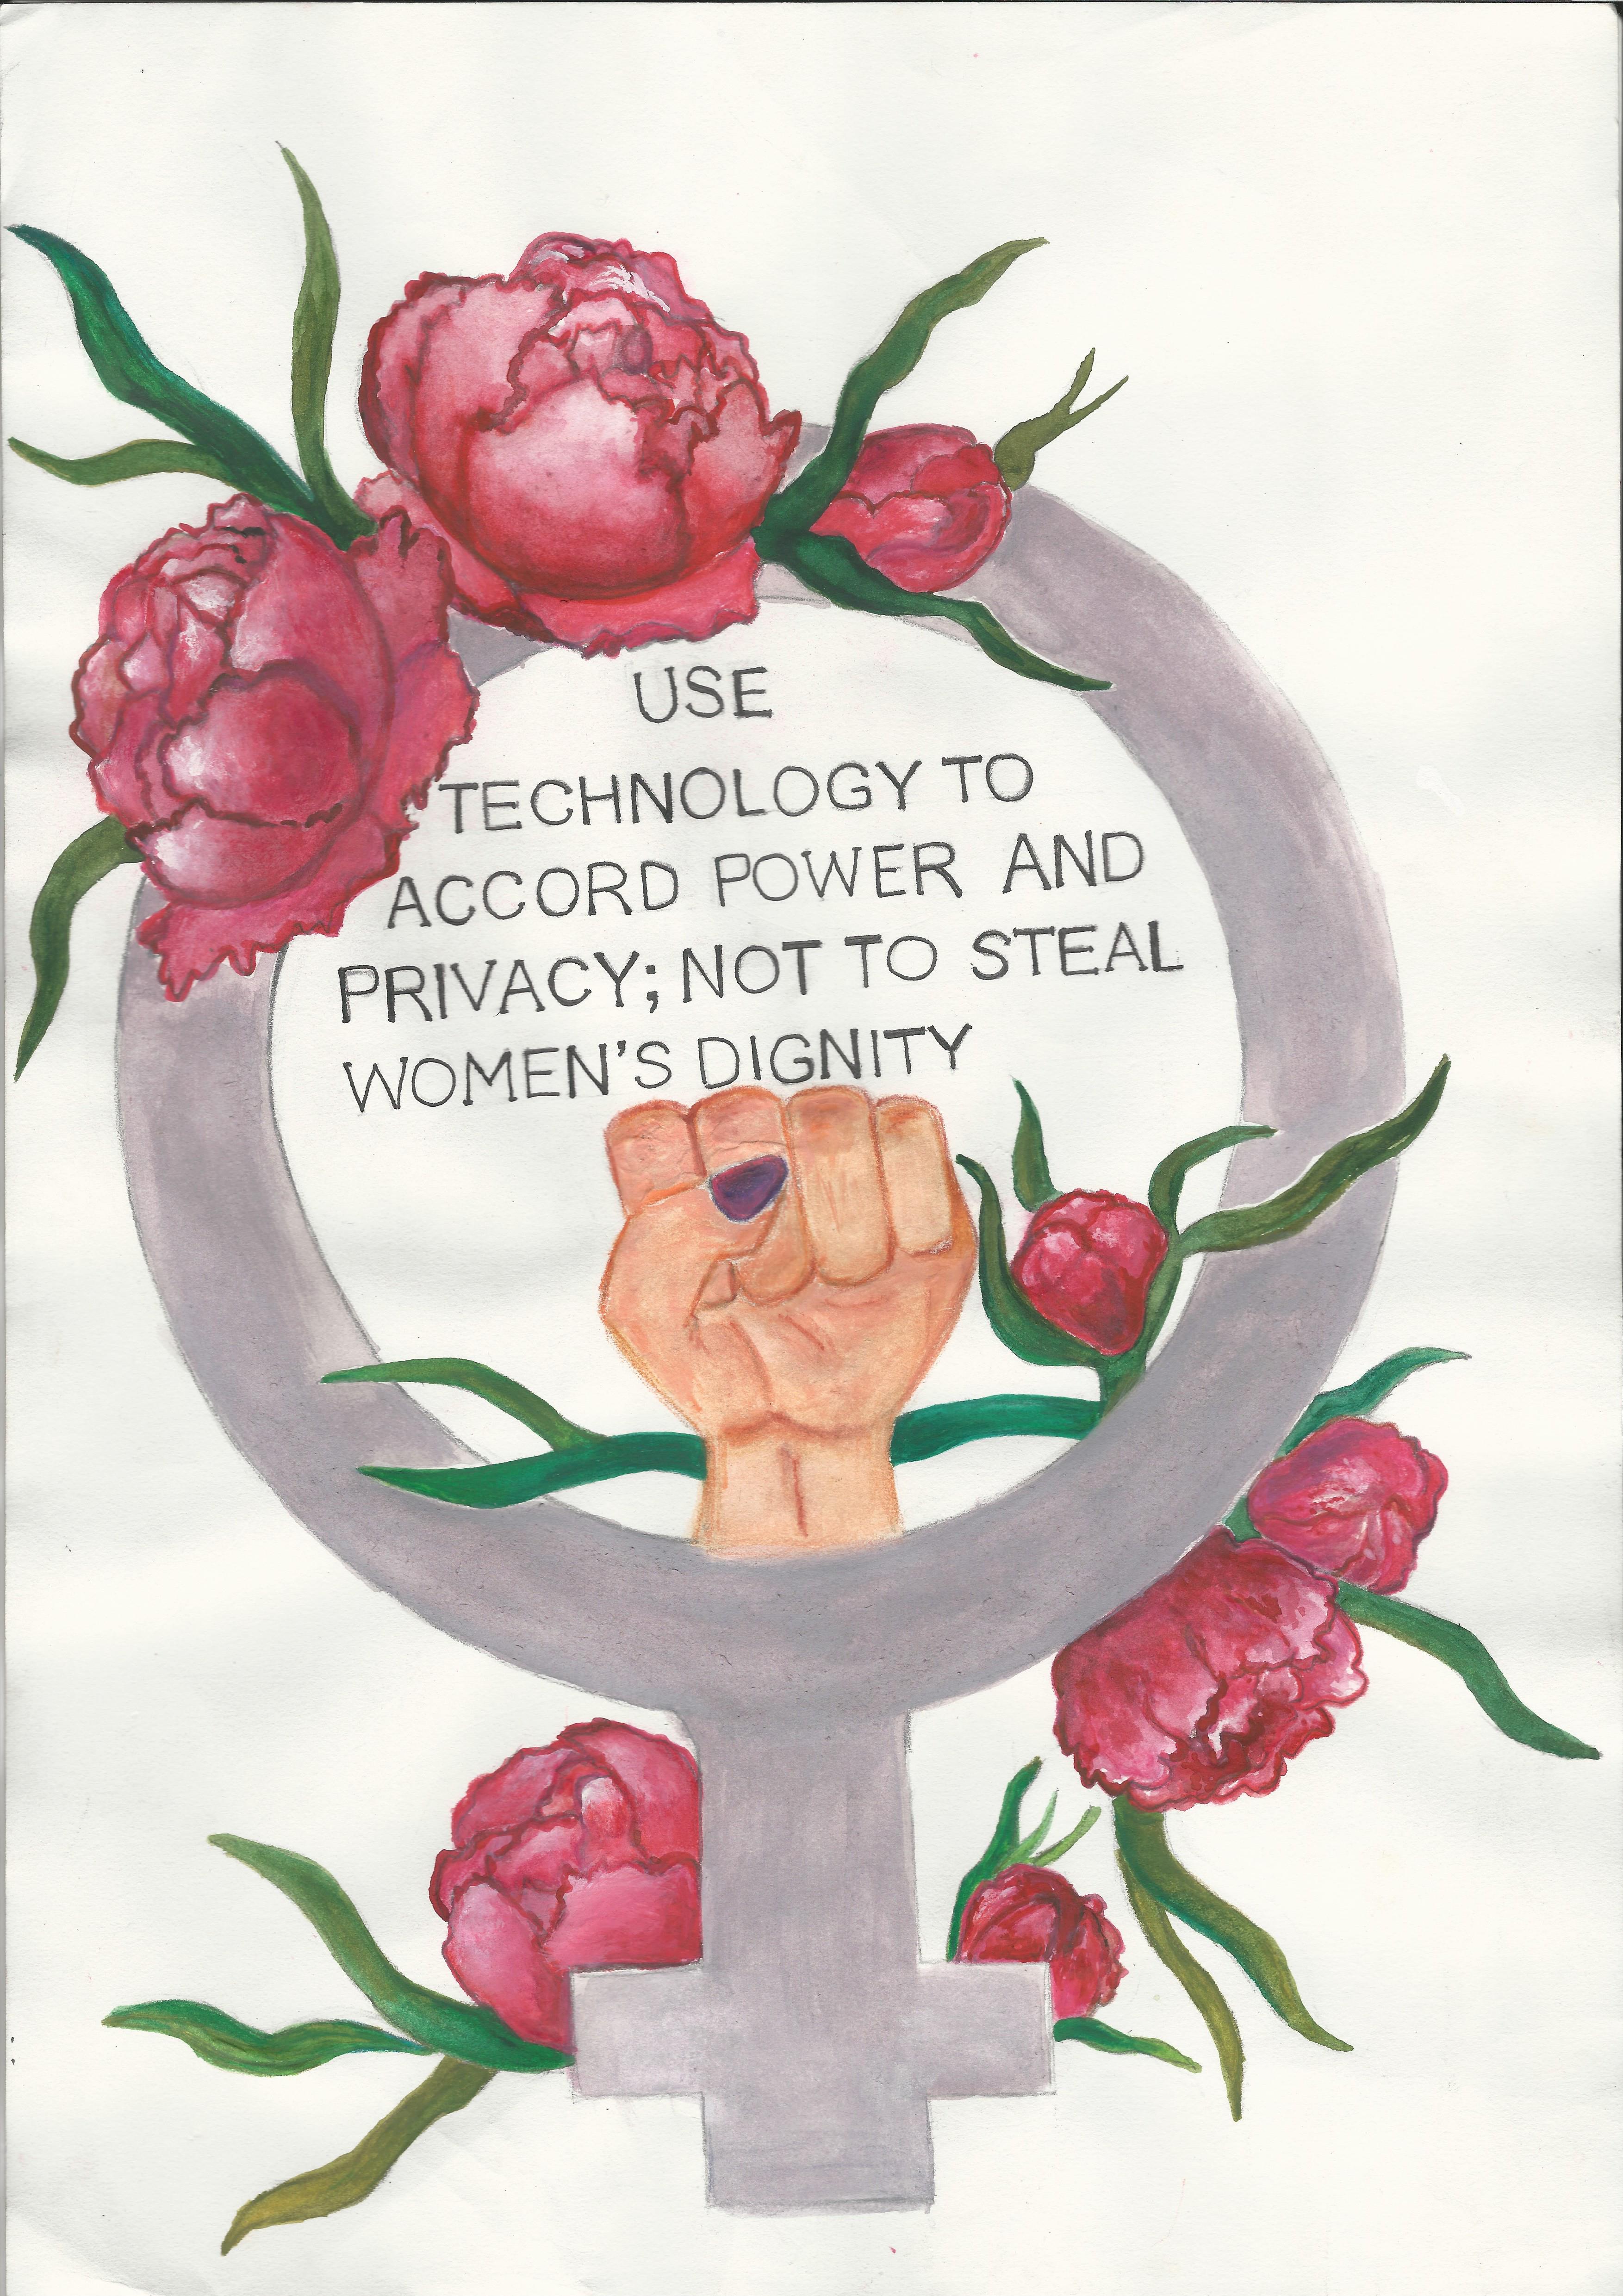 USE
TECHNOLOGY TO
ACCORD POWER AND
PRIVACY; NOT TO STEAL
WOMEN'S DIGNITY